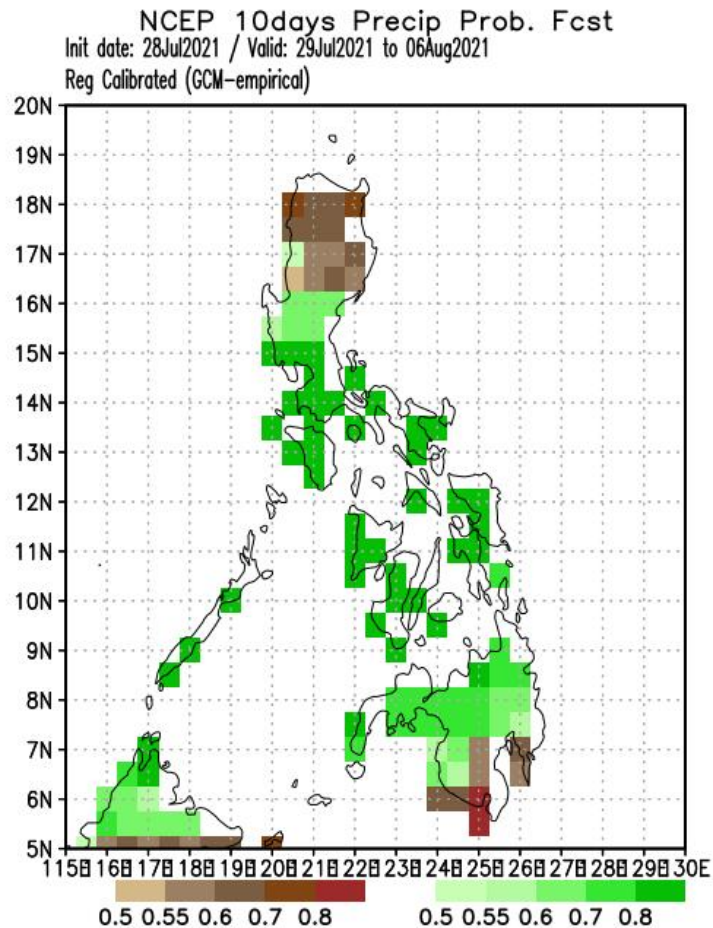 NCEP 10days Precip Prob. Fcst
Init date: 28Jul2021 / Valid: 29Jul2021 to 06Aug2021
Reg Calibrated (GCM-empirical)
20N
19N
18N
17N
16N
15N
14N
13N
12N
11N
10N
9N
8N
7N
6N
5N
115E 116E 117E 118E 119E 120E 121E 122E 123E 124E 125E 126E 127E 128E 129E 130E
0.5 0.55 0.6 0.7 0.8 0.5 0.55 0.6 0.7 0.8